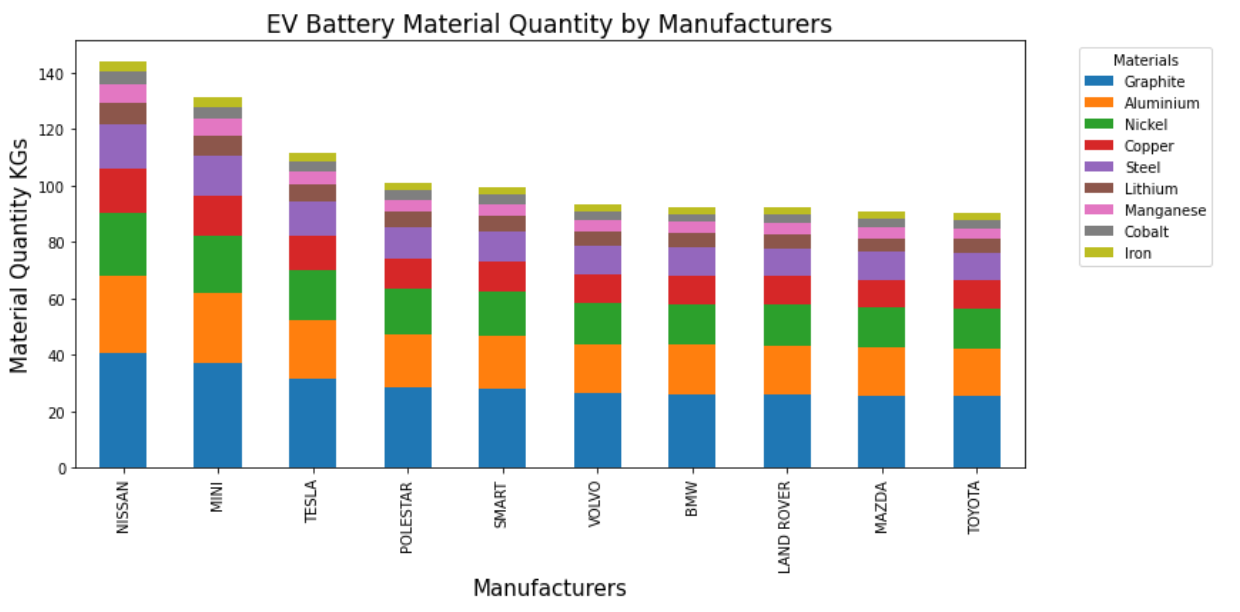 EV Battery Material Quantity by Manufacturers
Material Quantity KGs
140
120
100
80
60
40
20
0
NISSAN
MINI
TESLA
POLESTAR
SMART
VOLVO
BMW
LAND ROVER
MAZDA
TOYOTA
Manufacturers
Materials
Graphite
Aluminium
Nickel
Copper
Steel
Lithium
Manganese
Cobalt
Iron